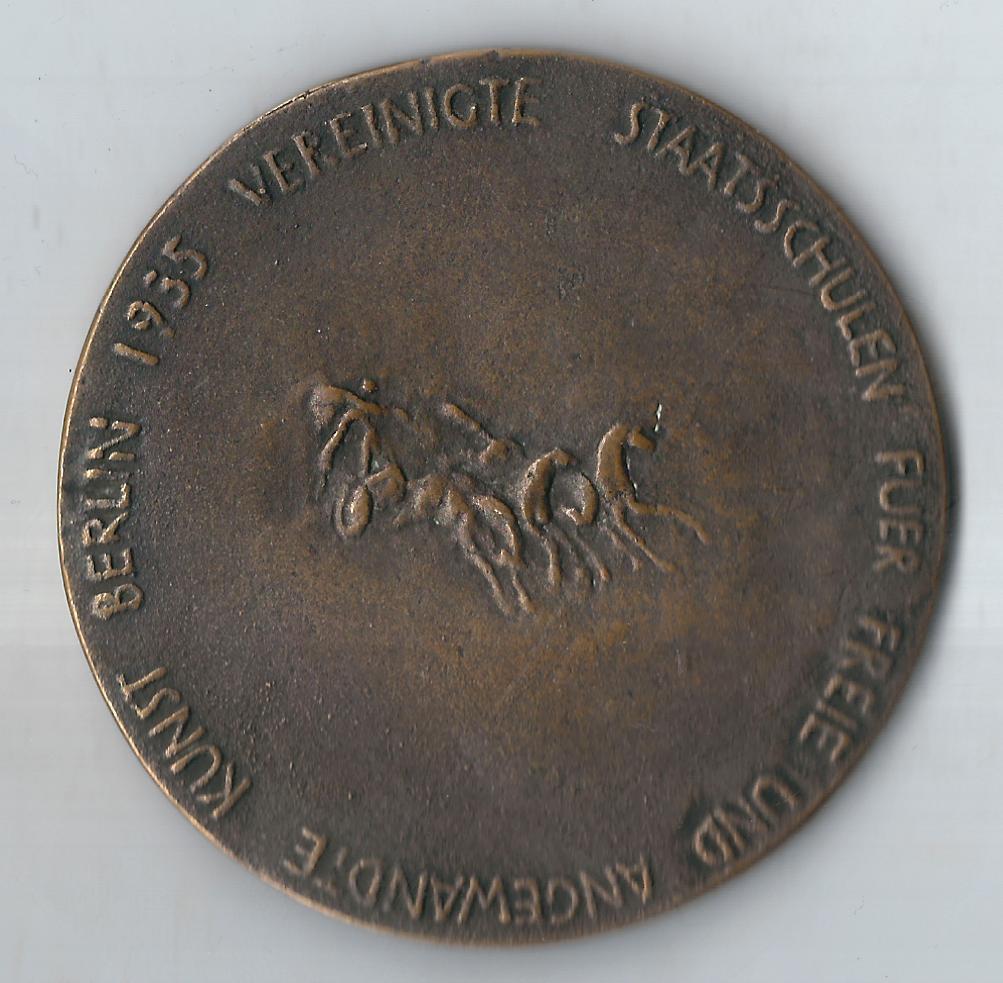 VEREINIGTE STAATSSCHULEN FUER FREIE UND ANGEWANDTE KUNST BERLIN 1935